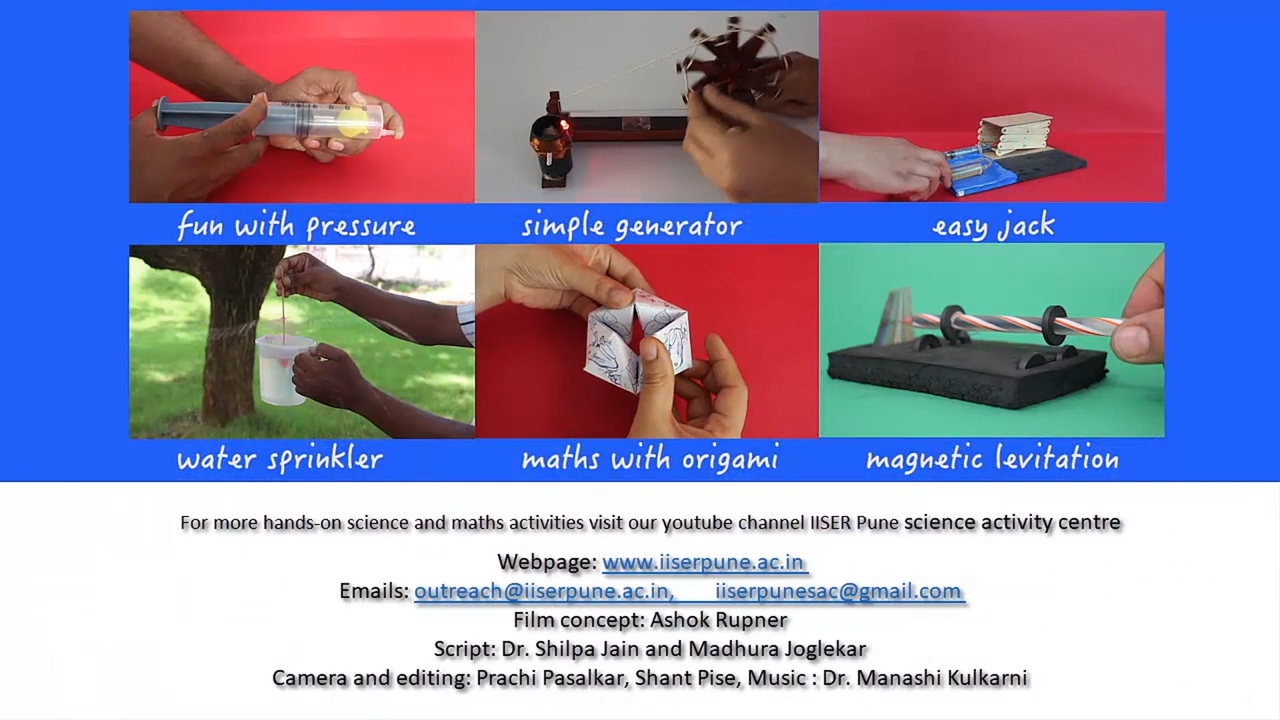 fun with pressure
simple generator
easy jack
water sprinkler
maths with origami
magnetic levitation
For more hands-on science and maths activities visit our youtube channel IISER Pune science activity centre
Webpage: www.iiserpune.ac.in
Emails: outreach@iiserpune.ac.in, iiserpunesac@gmail.com
Film concept: Ashok Rupner
Script: Dr. Shilpa Jain and Madhura Joglekar
Camera and editing: Prachi Pasalkar, Shant Pise, Music : Dr. Manashi Kulkarni